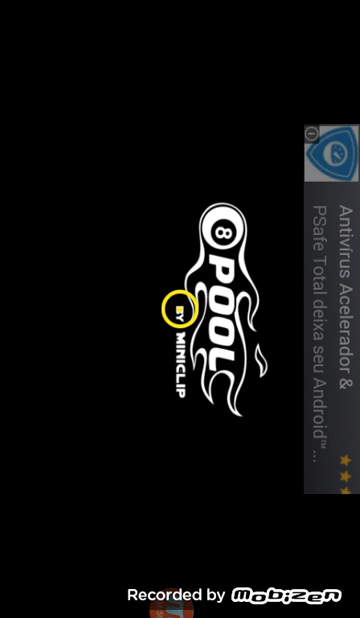 Antivírus Acelerador &
PSafe Total deixa seu Android™...
8
POOL
BY MINICLIP
Recorded by mobizen